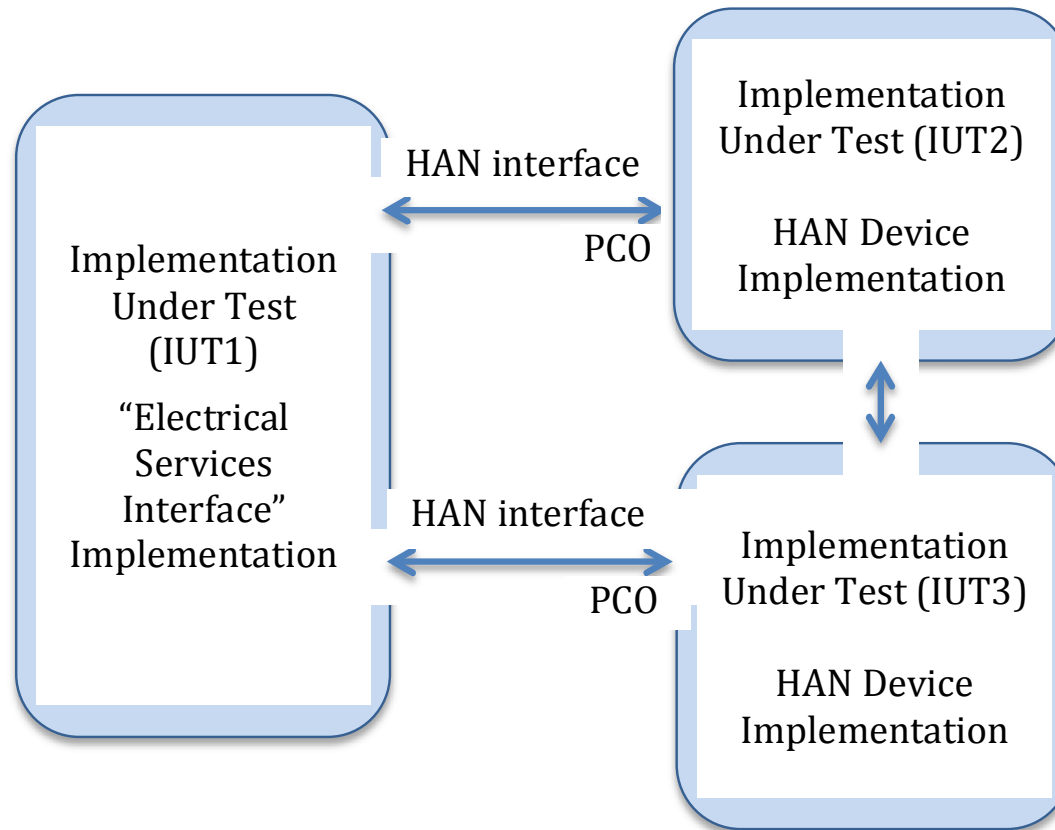 Implementation
Under Test
(IUT1)
“Electrical
Services
Interface”
Implementation
HAN interface
PCO
Implementation
Under Test (IUT2)
HAN Device
Implementation
HAN interface
PCO
Implementation
Under Test (IUT3)
HAN Device
Implementation